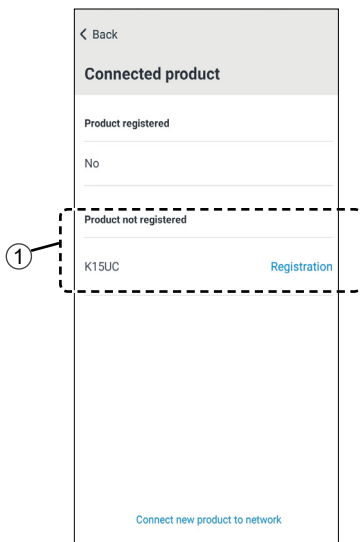 Back
Connected product
Product registered
No
Product not registered
1
K15UC Registration
Connect new product to network